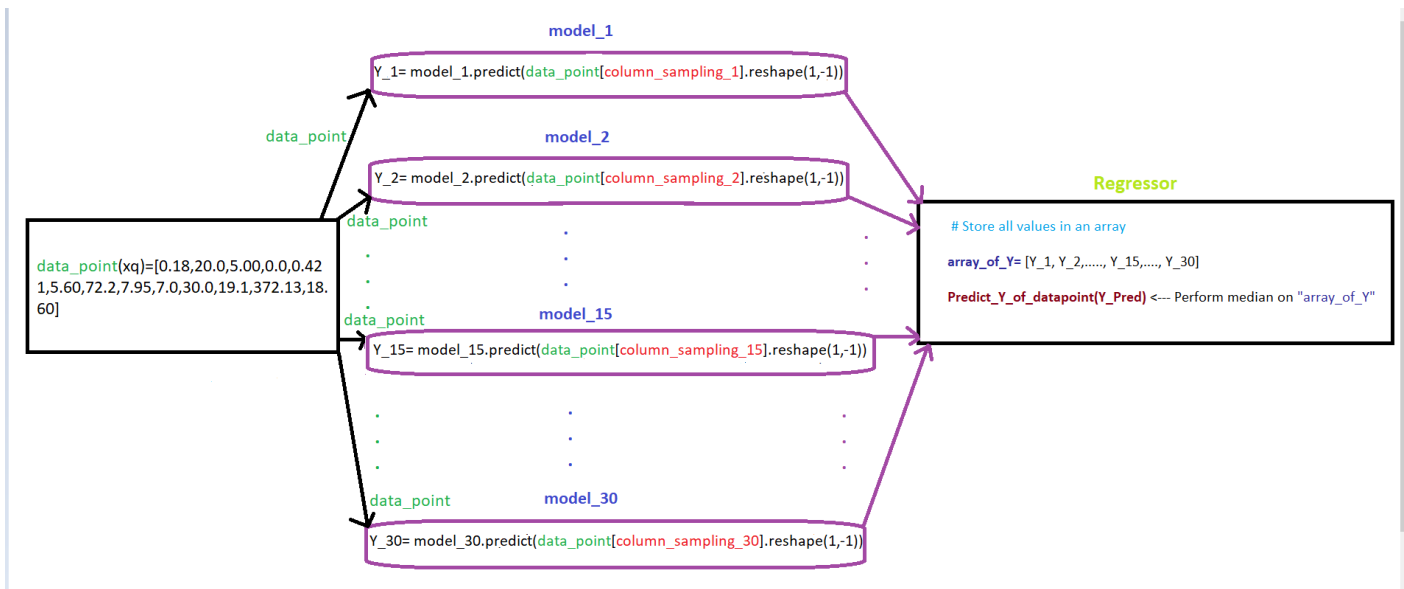 model_1
Y_1= model_1.predict(data_point[column_sampling_1].reshape(1,-1))
data_point
model_2
Y_2= model_2.predict(data_point[column_sampling_2].reshape(1,-1))
data_point
data_point(xq)=[0.18,20.0,5.00,0.0,0.42
1,5.60,72.2,7.95,7.0,30.0,19.1,372.13,18.
60]
data_point
model_15
Y_15= model_15.predict(data_point[column_sampling_15].reshape(1,-1))
data_point
model_30
Y_30= model_30.predict(data_point[column_sampling_30].reshape(1,-1))
Regressor
# Store all values in an array
array_of_Y= [Y_1, Y_2,....., Y_15,...., Y_30]
Predict_Y_of_datapoint(Y_Pred) <--- Perform median on "array_of_Y"